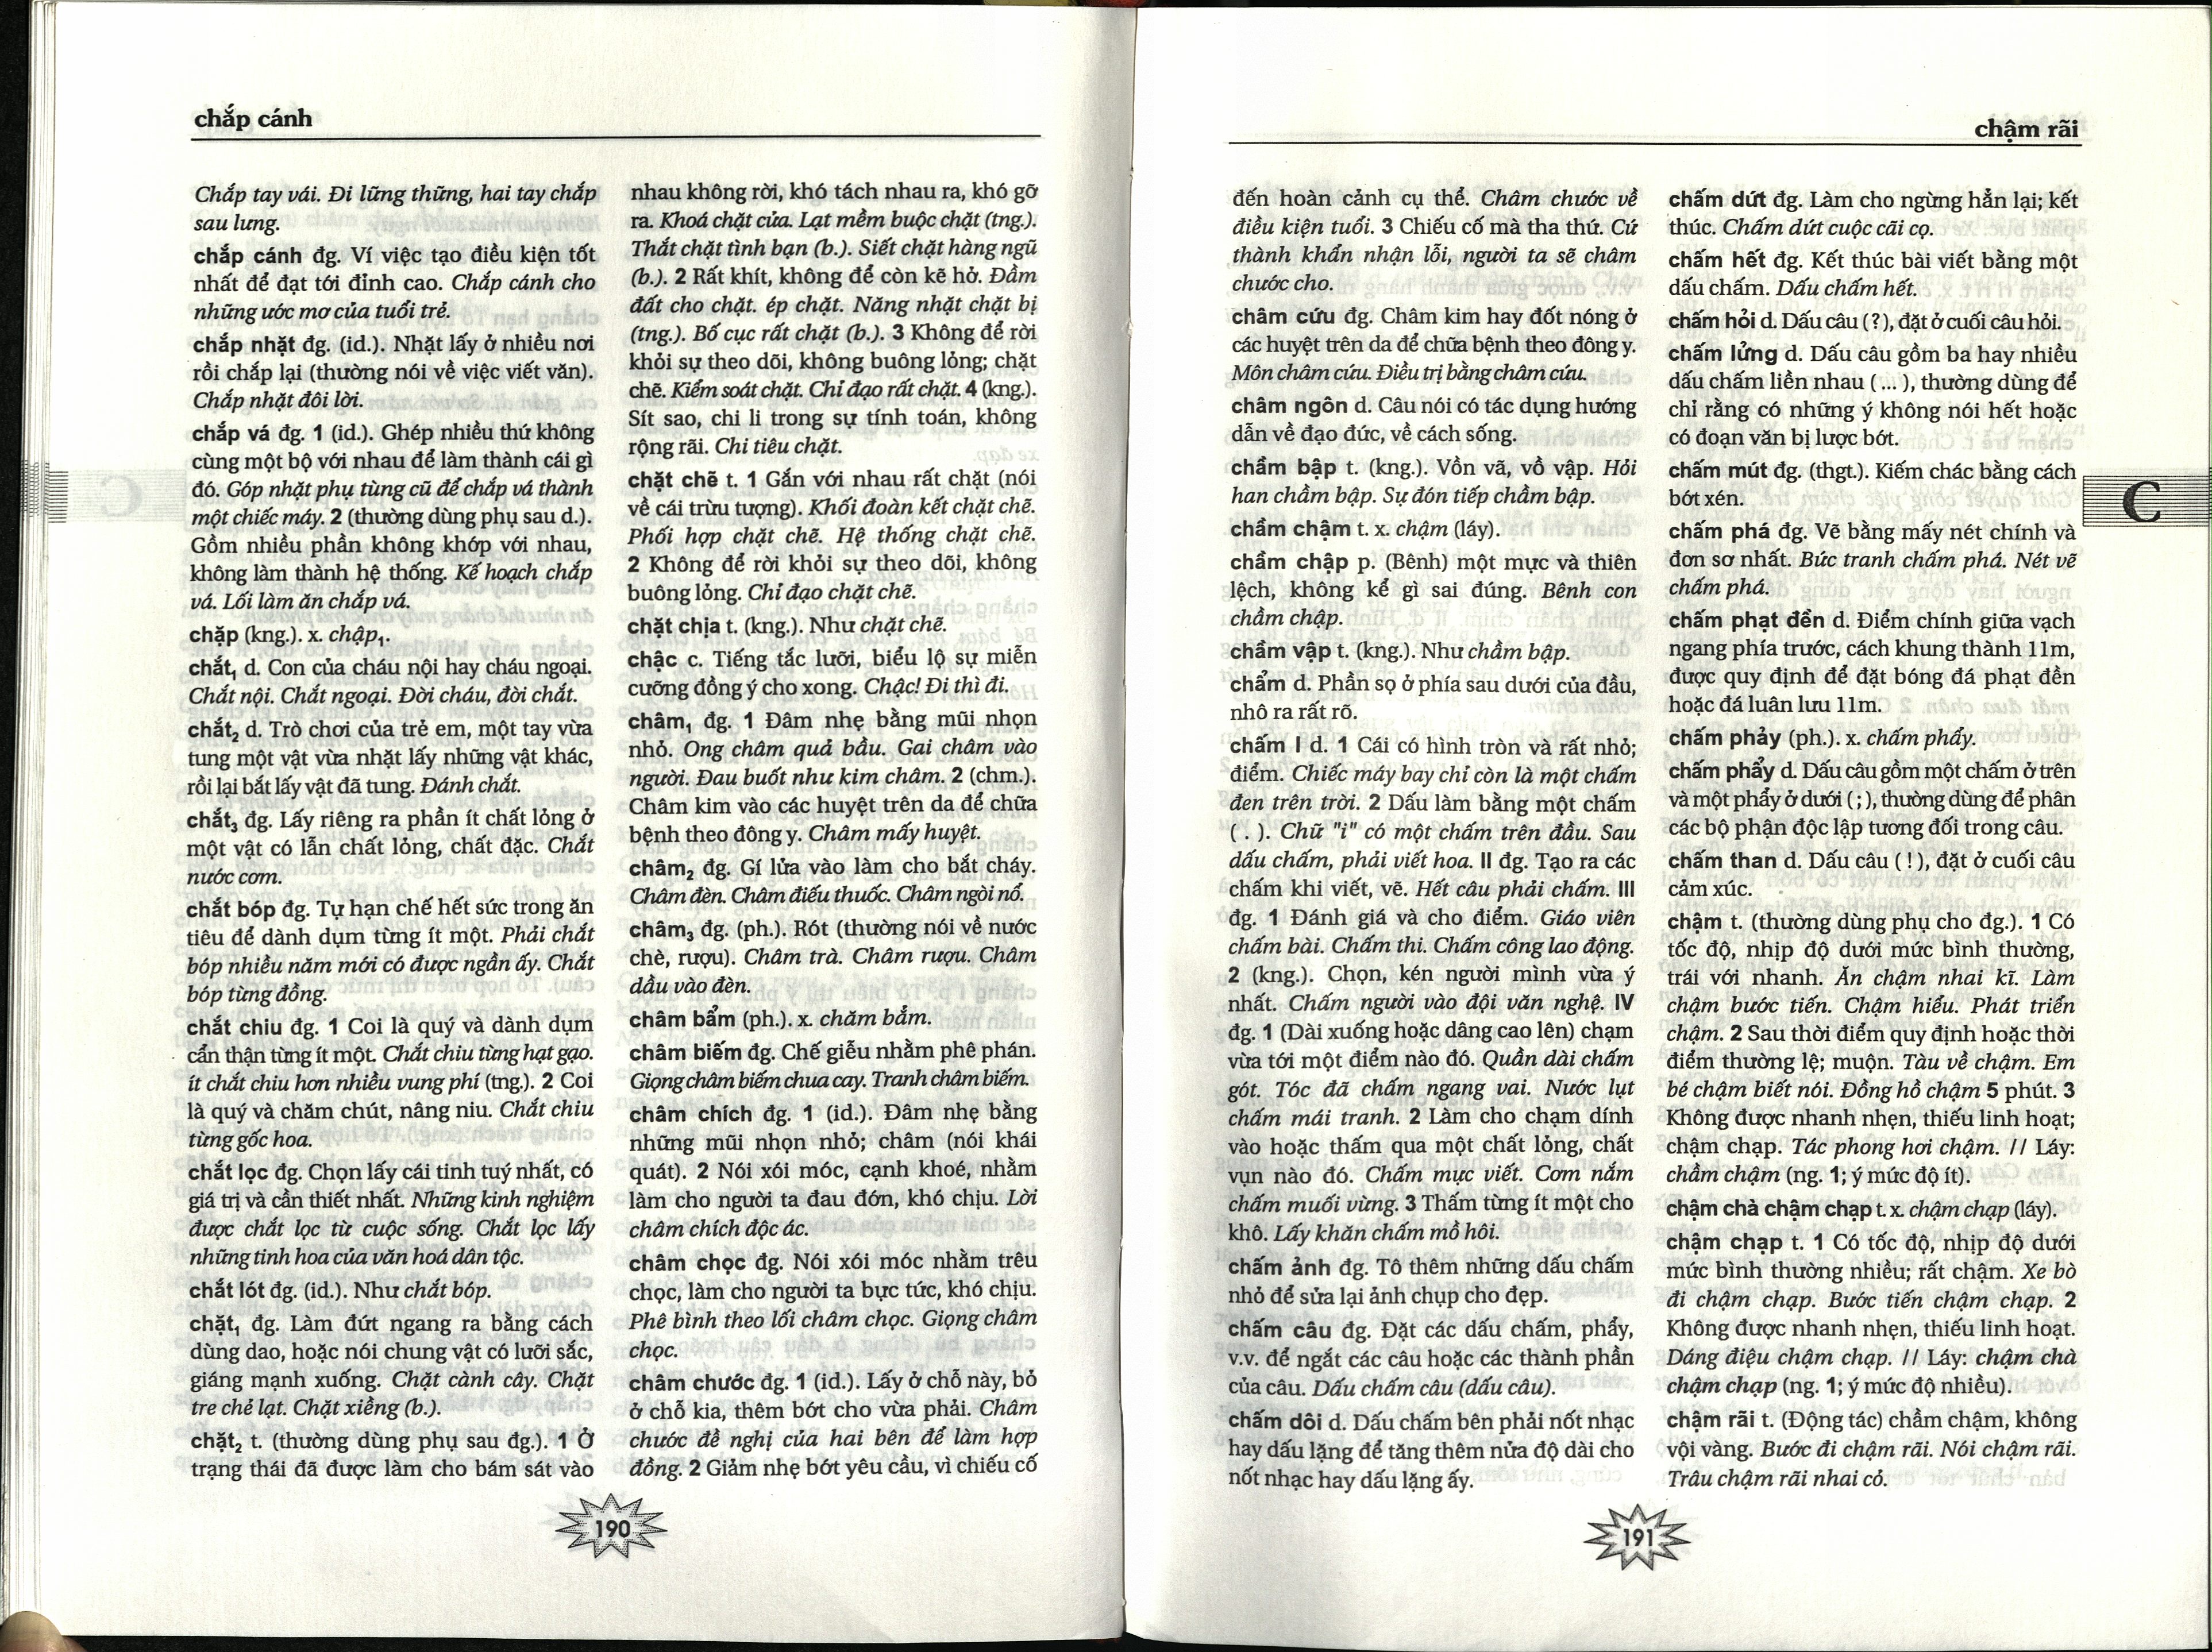 chắp cánh
Chắp tay vái. Đi lững thững, hai tay chắp
sau lưng.
chắp cánh đg. Ví việc tạo điều kiện tốt
nhất để đạt tới đỉnh cao. Chắp cánh cho
những ước mơ của tuổi trẻ.
chắp nhặt đg. (id.). Nhặt lấy ở nhiều nơi
rồi chắp lại (thường nói về việc viết văn).
Chắp nhặt đôi lời.
chắp vá đg. 1 (id.). Ghép nhiều thứ không
cùng một bộ với nhau để làm thành cái gì
đó. Góp nhặt phụ tùng cũ để chắp vá thành
một chiếc máy. 2 (thường dùng phụ sau d.).
Gồm nhiều phần không khớp với nhau,
không làm thành hệ thống. Kế hoạch chắp
vá. Lối làm ăn chắp vá.
chặp (kng.). x. chập₁.
chắt₁ d. Con của cháu nội hay cháu ngoại.
Chắt nội. Chắt ngoại. Đời cháu, đời chắt.
chắt₂ d. Trò chơi của trẻ em, một tay vừa
tung một vật vừa nhặt lấy những vật khác,
rồi lại bắt lấy vật đã tung. Đánh chắt.
chắt₃ đg. Lấy riêng ra phần ít chất lỏng ở
một vật có lẫn chất lỏng, chất đặc. Chắt
nước cơm.
chắt bóp đg. Tự hạn chế hết sức trong ăn
tiêu để dành dụm từng ít một. Phải chắt
bóp nhiều năm mới có được ngần ấy. Chắt
bóp từng đồng.
chắt chiu đg. 1 Coi là quý và dành dụm
cẩn thận từng ít một. Chắt chiu từng hạt gạo.
ít chắt chiu hơn nhiều vung phí (tng.). 2 Coi
là quý và chăm chút, nâng niu. Chắt chiu
từng gốc hoa.
chắt lọc đg. Chọn lấy cái tinh tuý nhất, có
giá trị và cần thiết nhất. Những kinh nghiệm
được chắt lọc từ cuộc sống. Chắt lọc lấy
những tinh hoa của văn hoá dân tộc.
chắt lót đg. (id.). Như chắt bóp.
chặt₁ đg. Làm đứt ngang ra bằng cách
dùng dao, hoặc nói chung vật có lưỡi sắc,
giáng mạnh xuống. Chặt cành cây. Chặt
tre chẻ lạt. Chặt xiềng (b.).
chặt₂ t. (thường dùng phụ sau đg.). 1 Ở
trạng thái đã được làm cho bám sát vào
nhau không rời, khó tách nhau ra, khó gỡ
ra. Khoá chặt cửa. Lạt mềm buộc chặt (tng.).
Thắt chặt tình bạn (b.). Siết chặt hàng ngũ
(b.). 2 Rất khít, không để còn kẽ hở. Đầm
đất cho chặt. ép chặt. Năng nhặt chặt bị
(tng.). Bố cục rất chặt (b.). 3 Không để rời
khỏi sự theo dõi, không buông lỏng; chặt
chẽ. Kiểm soát chặt. Chỉ đạo rất chặt. 4 (kng.).
Sít sao, chi li trong sự tính toán, không
rộng rãi. Chi tiêu chặt.
chặt chẽ t. 1 Gắn với nhau rất chặt (nói
về cái trừu tượng). Khối đoàn kết chặt chẽ.
Phối hợp chặt chẽ. Hệ thống chặt chẽ.
2 Không để rời khỏi sự theo dõi, không
buông lỏng. Chỉ đạo chặt chẽ.
chặt chịa t. (kng.). Như chặt chẽ.
chậc c. Tiếng tắc lưỡi, biểu lộ sự miễn
cưỡng đồng ý cho xong. Chậc! Đi thì đi.
châm₁ đg. 1 Đâm nhẹ bằng mũi nhọn
nhỏ. Ong châm quả bầu. Gai châm vào
người. Đau buốt như kim châm. 2 (chm.).
Châm kim vào các huyệt trên da để chữa
bệnh theo đông y. Châm mấy huyệt.
châm₂ đg. Gí lửa vào làm cho bắt cháy.
Châm đèn. Châm điếu thuốc. Châm ngòi nổ.
châm₃ đg. (ph.). Rót (thường nói về nước
chè, rượu). Châm trà. Châm rượu. Châm
dầu vào đèn.
châm bẩm (ph.). x. chăm bắm.
châm biếm đg. Chế giễu nhằm phê phán.
Giọng châm biếm chua cay. Tranh châm biếm.
châm chích đg. 1 (id.). Đâm nhẹ bằng
những mũi nhọn nhỏ; châm (nói khái
quát). 2 Nói xói móc, cạnh khoé, nhằm
làm cho người ta đau đớn, khó chịu. Lời
châm chích độc ác.
châm chọc đg. Nói xói móc nhằm trêu
chọc, làm cho người ta bực tức, khó chịu.
Phê bình theo lối châm chọc. Giọng châm
chọc.
châm chước đg. 1 (id.). Lấy ở chỗ này, bỏ
ở chỗ kia, thêm bớt cho vừa phải. Châm
chước đề nghị của hai bên để làm hợp
đồng. 2 Giảm nhẹ bớt yêu cầu, vì chiếu cố
190
chậm rãi
đến hoàn cảnh cụ thể. Châm chước về
điều kiện tuổi. 3 Chiếu cố mà tha thứ. Cứ
thành khẩn nhận lỗi, người ta sẽ châm
chước cho.
châm cứu đg. Châm kim hay đốt nóng ở
các huyệt trên da để chữa bệnh theo đông y.
Môn châm cứu. Điều trị bằng châm cứu.
châm ngôn d. Câu nói có tác dụng hướng
dẫn về đạo đức, về cách sống.
chầm bập t. (kng.). Vồn vã, vồ vập. Hỏi
han chầm bập. Sự đón tiếp chầm bập.
chầm chậm t. x. chậm (láy).
chầm chập p. (Bênh) một mực và thiên
lệch, không kể gì sai đúng. Bênh con
chầm chập.
chầm vập t. (kng.). Như chầm bập.
chẩm d. Phần sọ ở phía sau dưới của đầu,
nhô ra rất rõ.
chấm I d. 1 Cái có hình tròn và rất nhỏ;
điểm. Chiếc máy bay chỉ còn là một chấm
đen trên trời. 2 Dấu làm bằng một chấm
( . ). Chữ "i" có một chấm trên đầu. Sau
dấu chấm, phải viết hoa. II đg. Tạo ra các
chấm khi viết, vẽ. Hết câu phải chấm. III
đg. 1 Đánh giá và cho điểm. Giáo viên
chấm bài. Chấm thi. Chấm công lao động.
2 (kng.). Chọn, kén người mình vừa ý
nhất. Chấm người vào đội văn nghệ. IV
đg. 1 (Dài xuống hoặc dâng cao lên) chạm
vừa tới một điểm nào đó. Quần dài chấm
gót. Tóc đã chấm ngang vai. Nước lụt
chấm mái tranh. 2 Làm cho chạm dính
vào hoặc thấm qua một chất lỏng, chất
vụn nào đó. Chấm mực viết. Cơm nắm
chấm muối vừng. 3 Thấm từng ít một cho
khô. Lấy khăn chấm mồ hôi.
chấm ảnh đg. Tô thêm những dấu chấm
nhỏ để sửa lại ảnh chụp cho đẹp.
chấm câu đg. Đặt các dấu chấm, phẩy,
v.v. để ngắt các câu hoặc các thành phần
của câu. Dấu chấm câu (dấu câu).
chấm dôi d. Dấu chấm bên phải nốt nhạc
hay dấu lặng để tăng thêm nửa độ dài cho
nốt nhạc hay dấu lặng ấy.
chấm dứt đg. Làm cho ngừng hẳn lại; kết
thúc. Chấm dứt cuộc cãi cọ.
chấm hết đg. Kết thúc bài viết bằng một
dấu chấm. Dấu chấm hết.
chấm hỏi d. Dấu câu (?), đặt ở cuối câu hỏi.
chấm lửng d. Dấu câu gồm ba hay nhiều
dấu chấm liền nhau (...), thường dùng để
chỉ rằng có những ý không nói hết hoặc
có đoạn văn bị lược bớt.
chấm mút đg. (thgt.). Kiếm chác bằng cách
bớt xén.
chấm phá đg. Vẽ bằng mấy nét chính và
đơn sơ nhất. Bức tranh chấm phá. Nét vẽ
chấm phá.
chấm phạt đền d. Điểm chính giữa vạch
ngang phía trước, cách khung thành 11m,
được quy định để đặt bóng đá phạt đền
hoặc đá luân lưu 11m.
chấm phảy (ph.). x. chấm phẩy.
chấm phẩy d. Dấu câu gồm một chấm ở trên
và một phẩy ở dưới (;), thường dùng để phân
các bộ phận độc lập tương đối trong câu.
chấm than d. Dấu câu (!), đặt ở cuối câu
cảm xúc.
chậm t. (thường dùng phụ cho đg.). 1 Có
tốc độ, nhịp độ dưới mức bình thường,
trái với nhanh. Ăn chậm nhai kĩ. Làm
chậm bước tiến. Chậm hiểu. Phát triển
chậm. 2 Sau thời điểm quy định hoặc thời
điểm thường lệ; muộn. Tàu về chậm. Em
bé chậm biết nói. Đồng hồ chậm 5 phút. 3
Không được nhanh nhẹn, thiếu linh hoạt;
chậm chạp. Tác phong hơi chậm. // Láy:
chầm chậm (ng. 1; ý mức độ ít).
chậm chà chậm chạp t. x. chậm chạp (láy).
chậm chạp t. 1 Có tốc độ, nhịp độ dưới
mức bình thường nhiều; rất chậm. Xe bò
đi chậm chạp. Bước tiến chậm chạp. 2
Không được nhanh nhẹn, thiếu linh hoạt.
Dáng điệu chậm chạp. // Láy: chậm chà
chậm chạp (ng. 1; ý mức độ nhiều).
chậm rãi t. (Động tác) chầm chậm, không
vội vàng. Bước đi chậm rãi. Nói chậm rãi.
Trâu chậm rãi nhai cỏ.
C
191